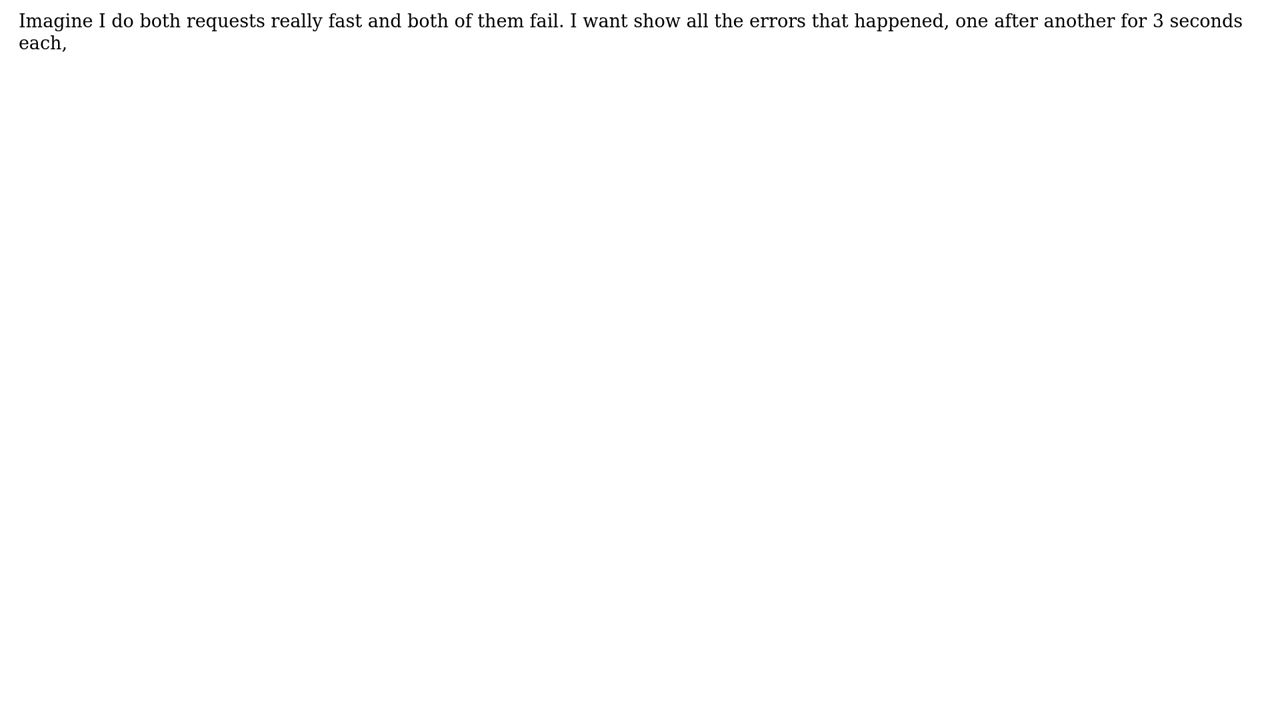 Imagine I do both requests really fast and both of them fail. I want show all the errors that happened, one after another for 3 seconds
each,